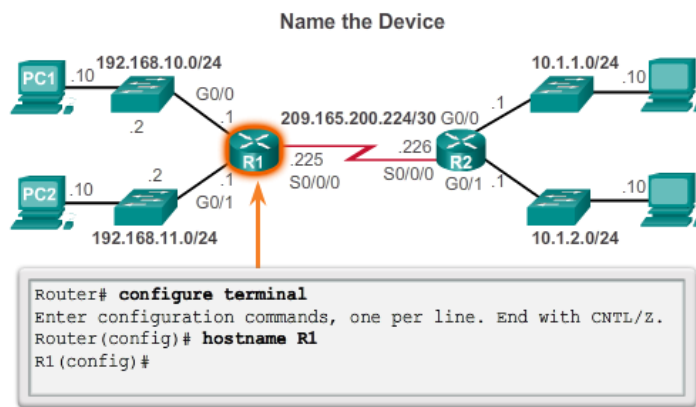 Name the Device
192.168.10.0/24
10.1.1.0/24
PC1
.10
.10
G0/0
.1
.2
.1
209.165.200.224/30
G0/0
.226
R1
.225
R2
.2
.1
S0/0/0
S0/0/0
G0/1
.1
PC2
.10
G0/1
.10
192.168.11.0/24
10.1.2.0/24
Router# configure terminal
Enter configuration commands, one per line. End with CNTL/Z.
Router(config)# hostname R1
R1(config)#